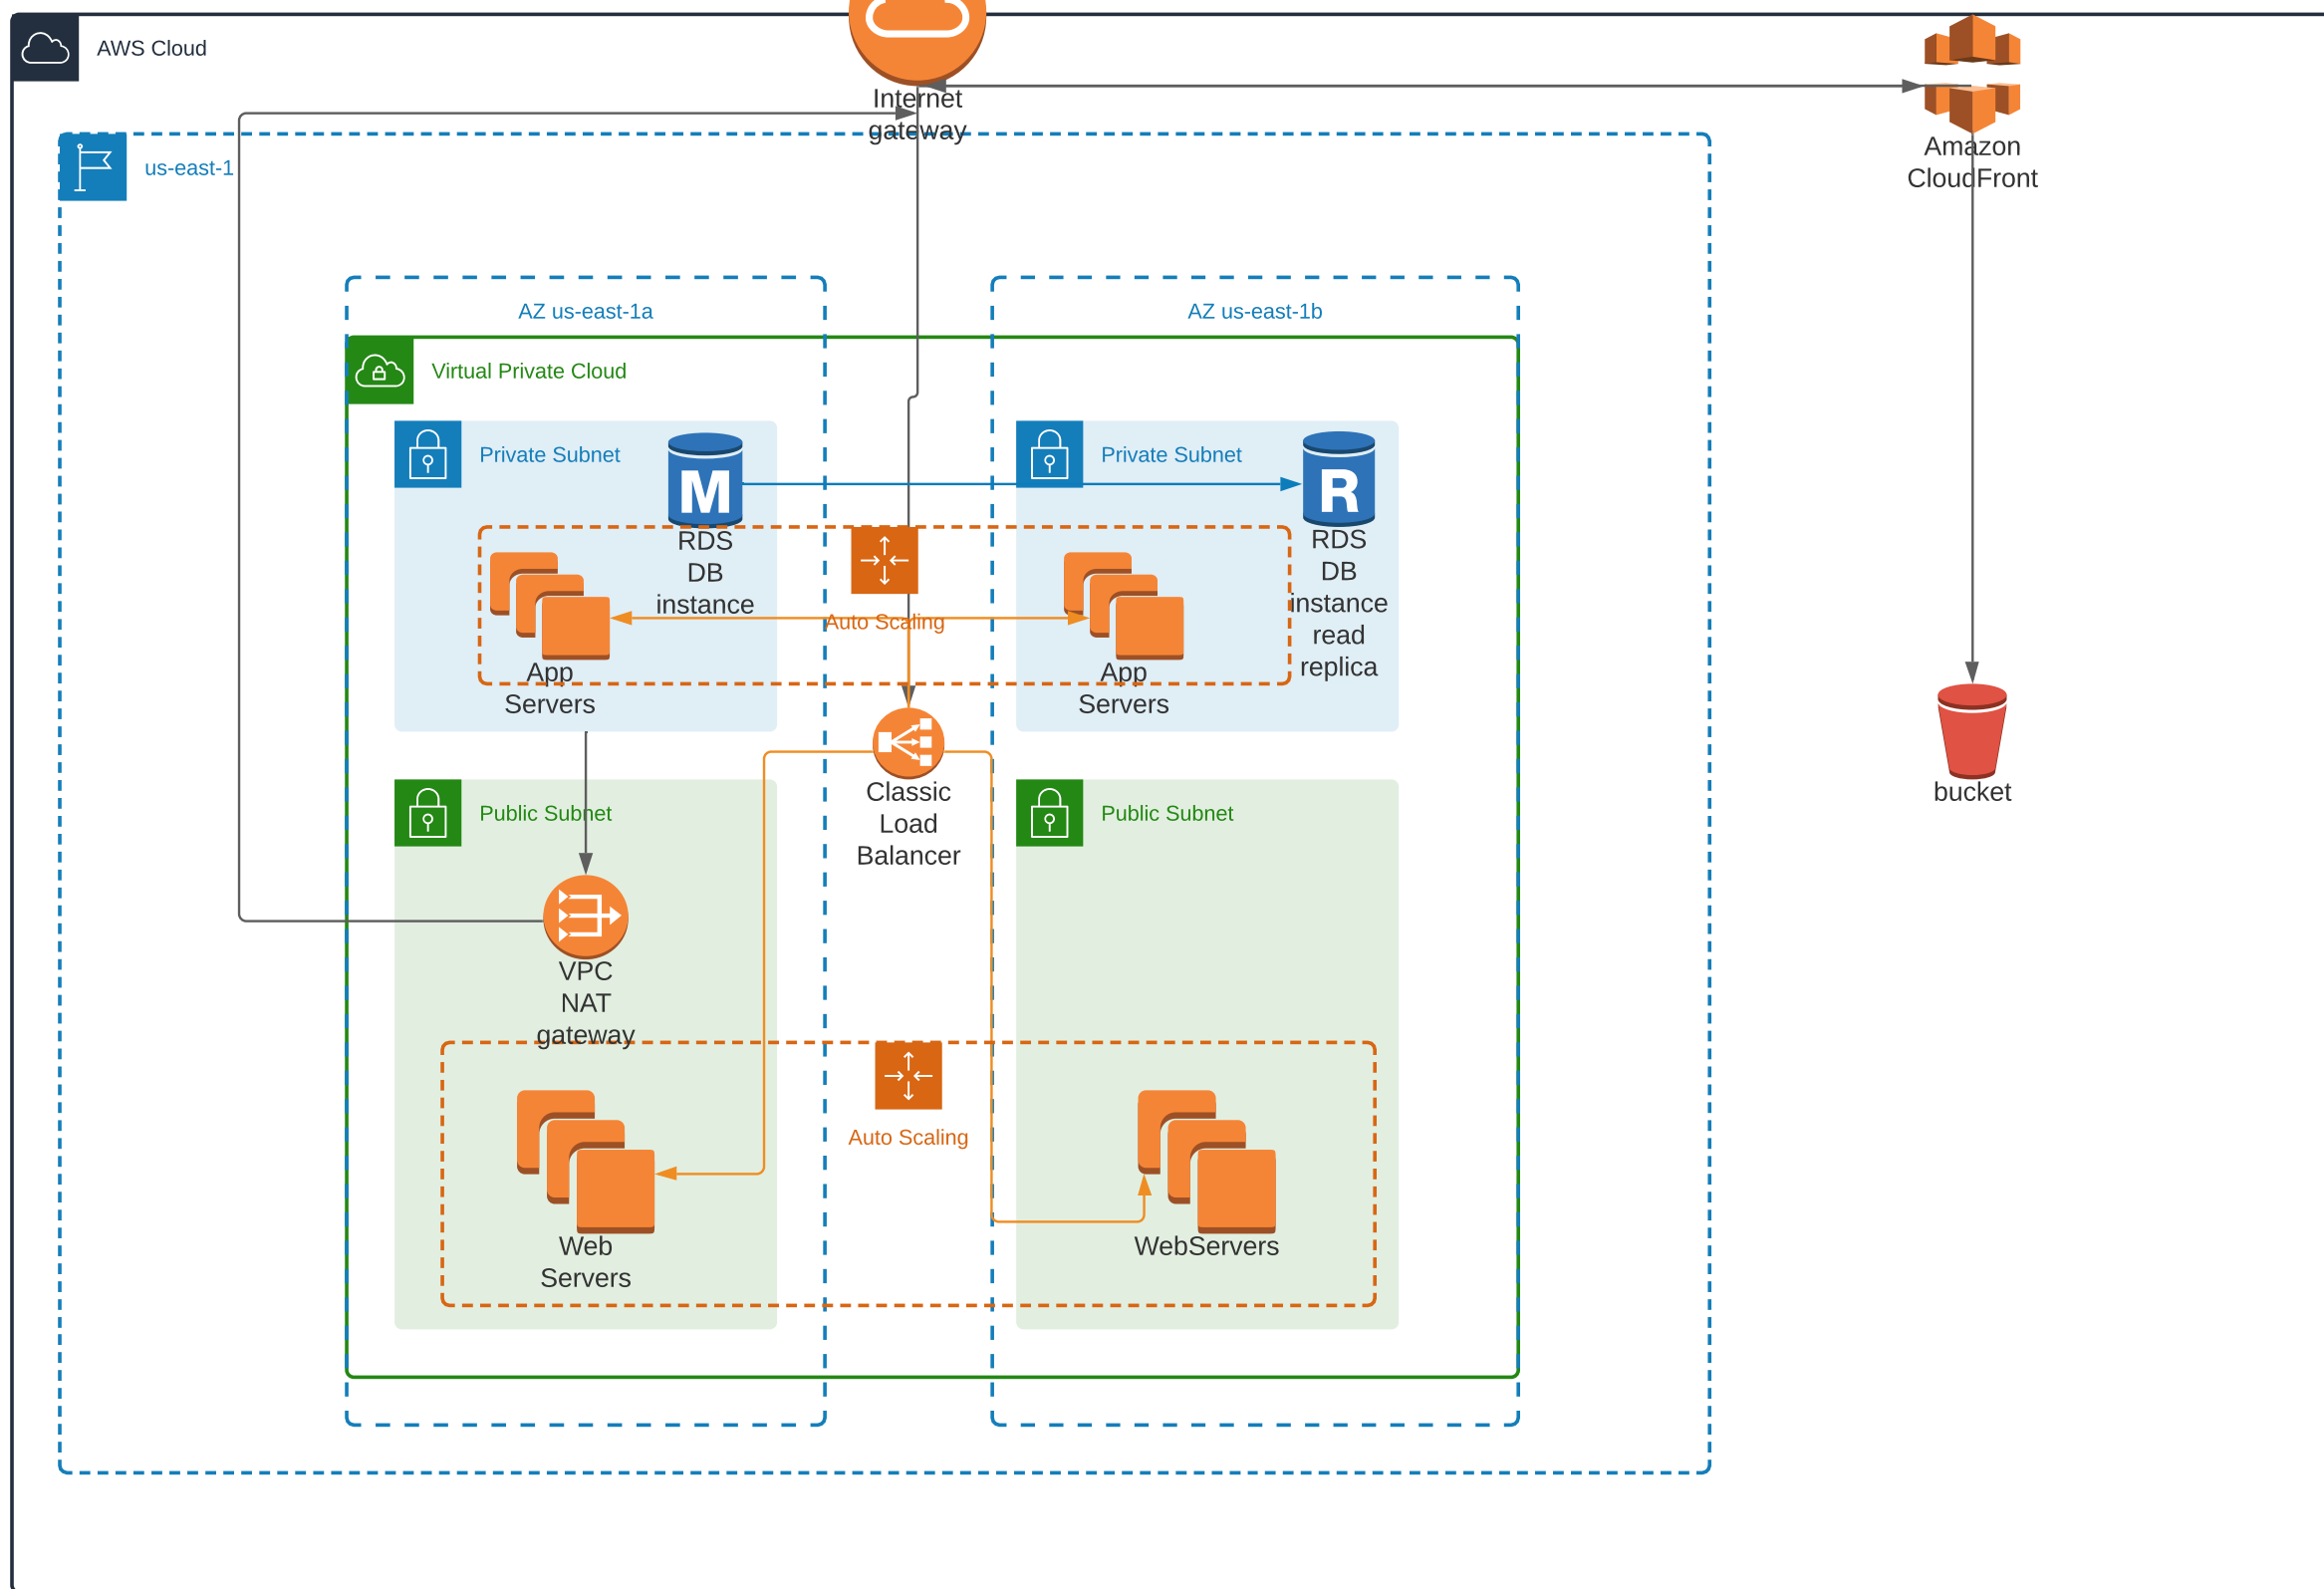 AWS Cloud
Internet
gateway
Amazon
CloudFront
us-east-1
AZ us-east-1a
AZ us-east-1b
Virtual Private Cloud
Private Subnet
M
RDS
DB
instance
Private Subnet
R
RDS
DB
instance
read
replica
Auto Scaling
App
Servers
App
Servers
Classic
Load
Balancer
bucket
Public Subnet
Public Subnet
VPC
NAT
gateway
Auto Scaling
Web
Servers
WebServers